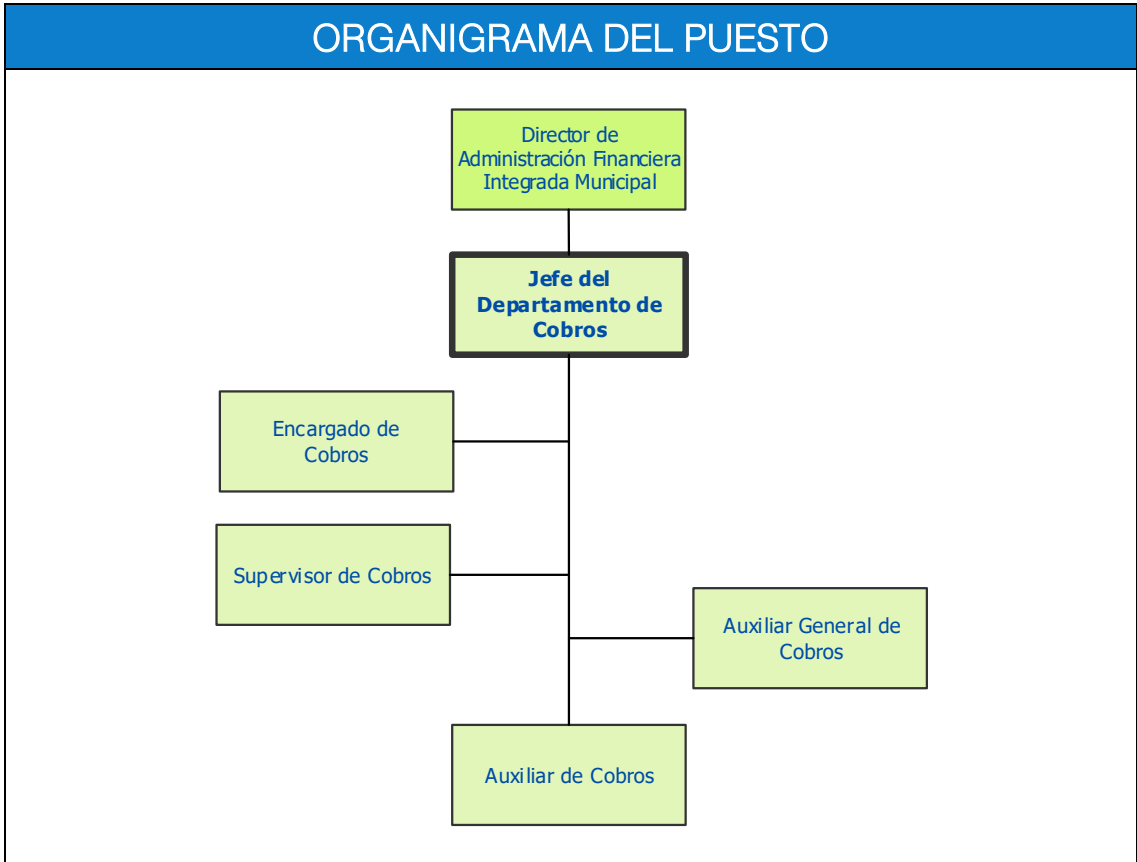 ORGANIGRAMA DEL PUESTO
Director de
Administración Financiera
Integrada Municipal
Jefe del
Departamento de
Cobros
Encargado de
Cobros
Supervisor de Cobros
Auxiliar General de
Cobros
Auxiliar de Cobros